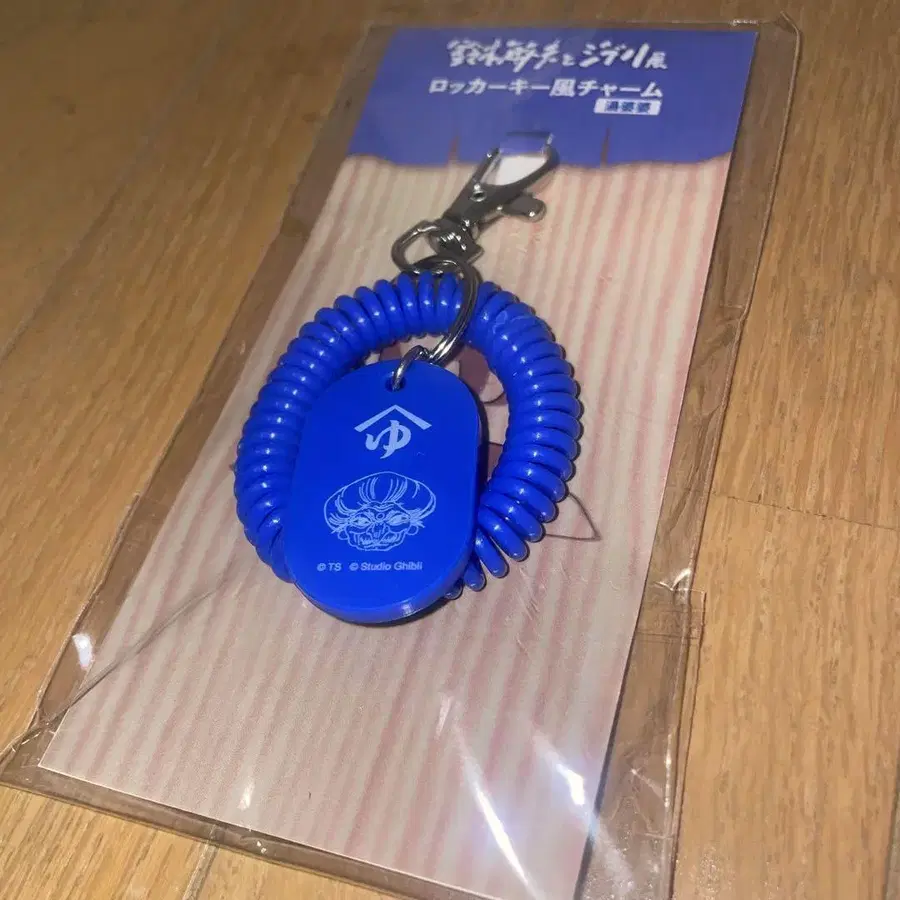 鈴木敏夫とジブリ展
ロッカーキー風チャーム
湯婆婆
ゆ
© TS © Studio Ghibli